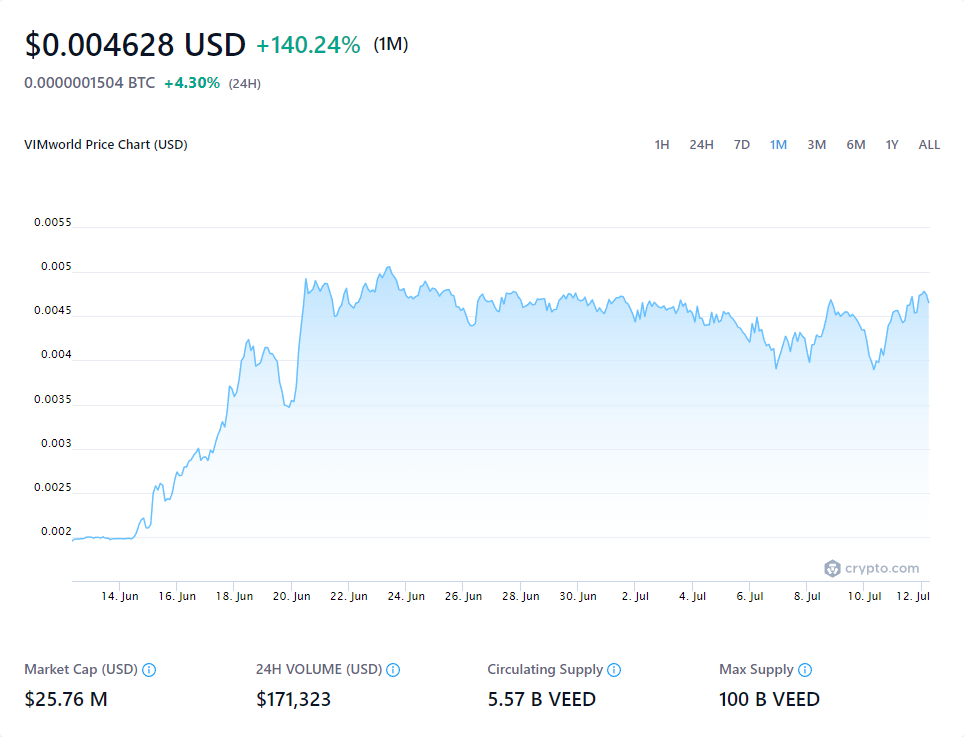 $0.004628 USD +140.24% (1M)
0.0000001504 BTC +4.30% (24H)
VIMworld Price Chart (USD) 1H 24H 7D 1M 3M 6M 1Y ALL
0.0055
0.005
0.0045
0.004
0.0035
0.003
0.0025
0.002
crypto.com
14. Jun 16. Jun 18. Jun 20. Jun 22. Jun 24. Jun 26. Jun 28. Jun 30. Jun 2. Jul 4. Jul 6. Jul 8. Jul 10. Jul 12. Jul
Market Cap (USD) 24H VOLUME (USD) Circulating Supply Max Supply
$25.76 M $171,323 5.57 B VEED 100 B VEED